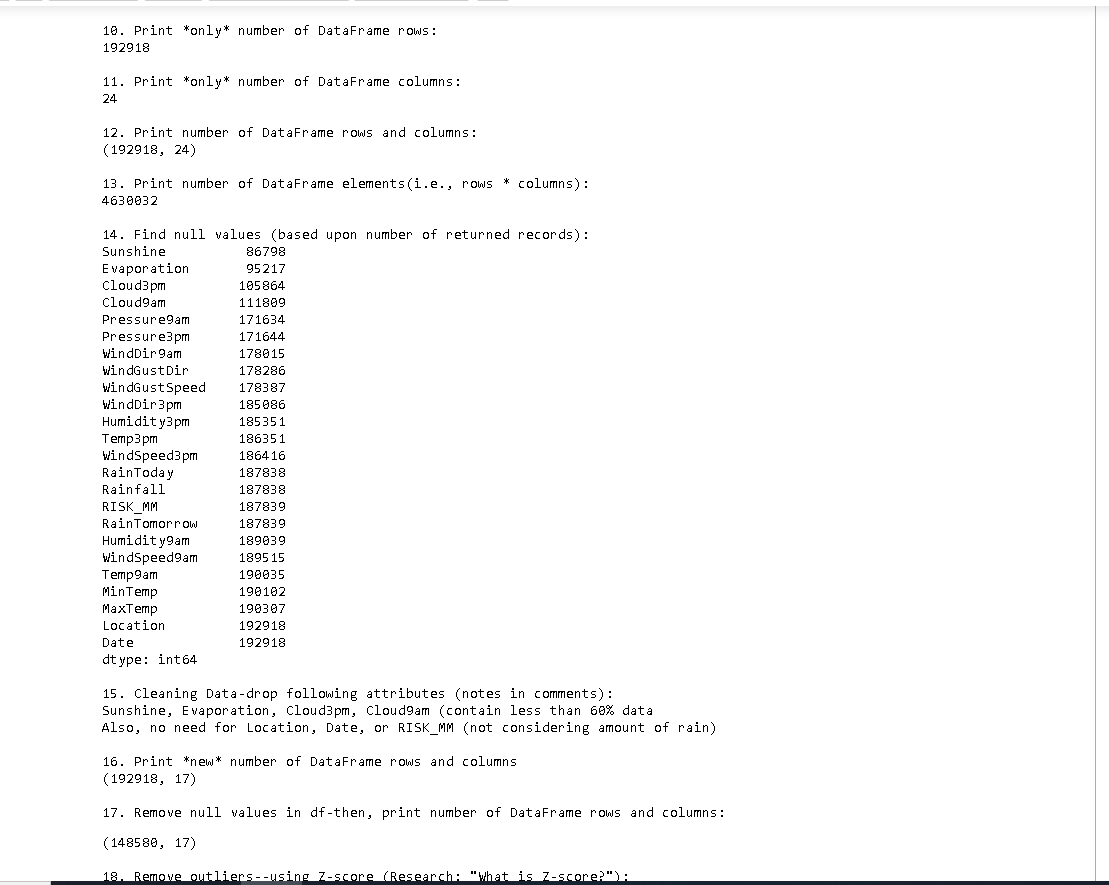 10. Print *only* number of DataFrame rows:
192918
11. Print *only* number of DataFrame columns:
24
12. Print number of DataFrame rows and columns:
(192918, 24)
13. Print number of DataFrame elements(i.e., rows * columns):
4630032
14. Find null values (based upon number of returned records):
Sunshine 86798
Evaporation 95217
Cloud3pm 105864
Cloud9am 111809
Pressure9am 171634
Pressure3pm 171644
WindDir9am 178015
WindGustDir 178286
WindGustSpeed 178387
WindDir3pm 185086
Humidity3pm 185351
Temp3pm 186351
WindSpeed3pm 186416
RainToday 187838
Rainfall 187838
RISK_MM 187839
RainTomorrow 187839
Humidity9am 189039
WindSpeed9am 189515
Temp9am 190035
MinTemp 190102
MaxTemp 190307
Location 192918
Date 192918
dtype: int64
15. Cleaning Data-drop following attributes (notes in comments):
Sunshine, Evaporation, Cloud3pm, Cloud9am (contain less than 60% data
Also, no need for Location, Date, or RISK_MM (not considering amount of rain)
16. Print *new* number of DataFrame rows and columns
(192918, 17)
17. Remove null values in df-then, print number of DataFrame rows and columns:
(148580, 17)
18. Remove outliers--using Z-score (Research: "What is Z-score?"):